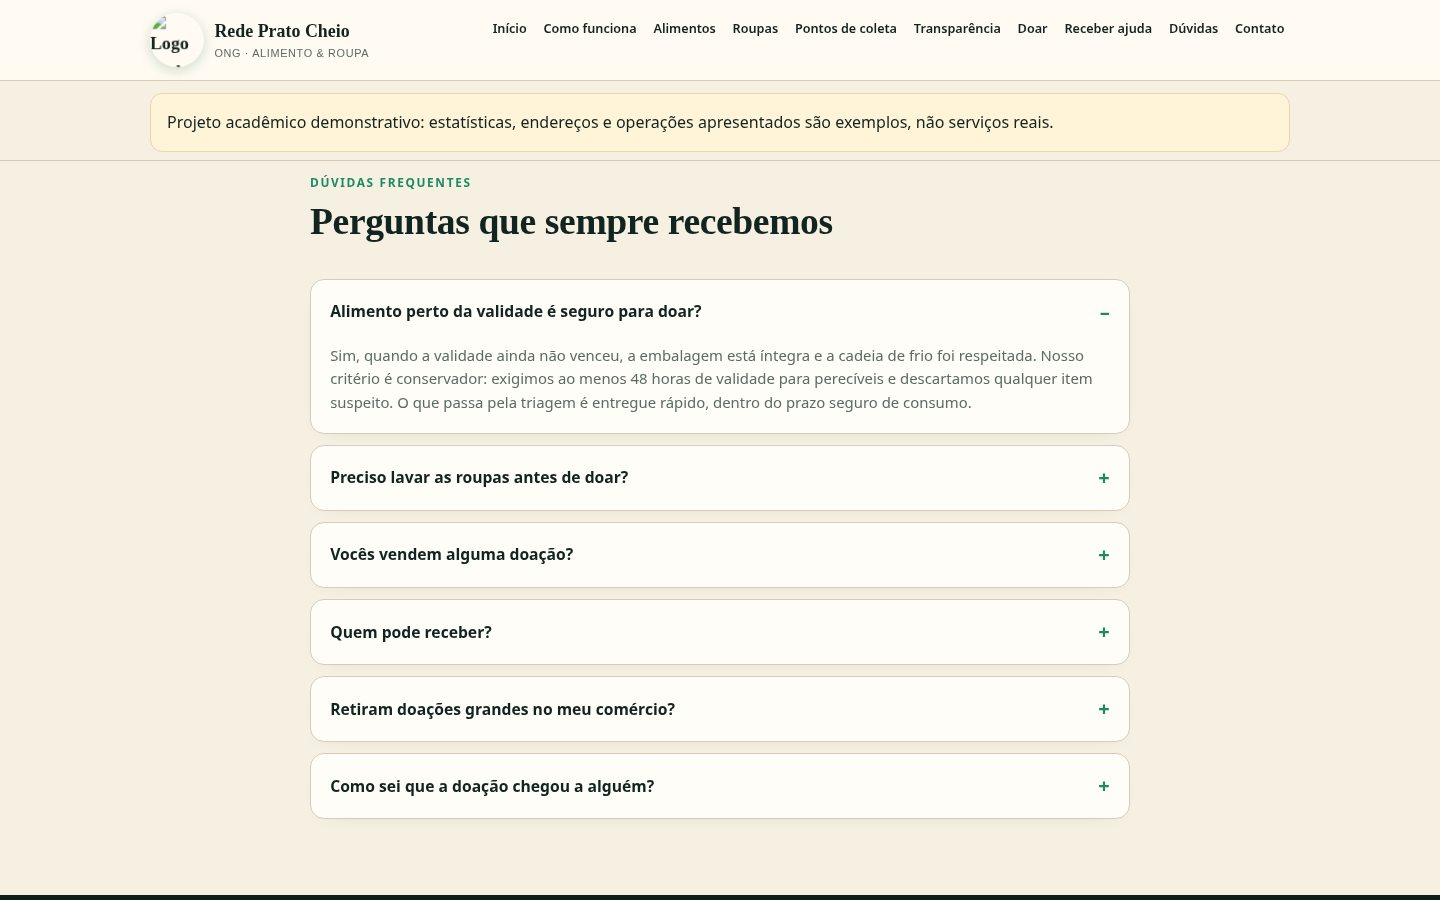 Logo
Rede Prato Cheio
ONG · ALIMENTO & ROUPA
Início Como funciona Alimentos Roupas Pontos de coleta Transparência Doar Receber ajuda Dúvidas Contato
Projeto acadêmico demonstrativo: estatísticas, endereços e operações apresentados são exemplos, não serviços reais.
DÚVIDAS FREQUENTES
Perguntas que sempre recebemos
Alimento perto da validade é seguro para doar? –
Sim, quando a validade ainda não venceu, a embalagem está íntegra e a cadeia de frio foi respeitada. Nosso
critério é conservador: exigimos ao menos 48 horas de validade para perecíveis e descartamos qualquer item
suspeito. O que passa pela triagem é entregue rápido, dentro do prazo seguro de consumo.
Preciso lavar as roupas antes de doar? +
Vocês vendem alguma doação? +
Quem pode receber? +
Retiram doações grandes no meu comércio? +
Como sei que a doação chegou a alguém? +